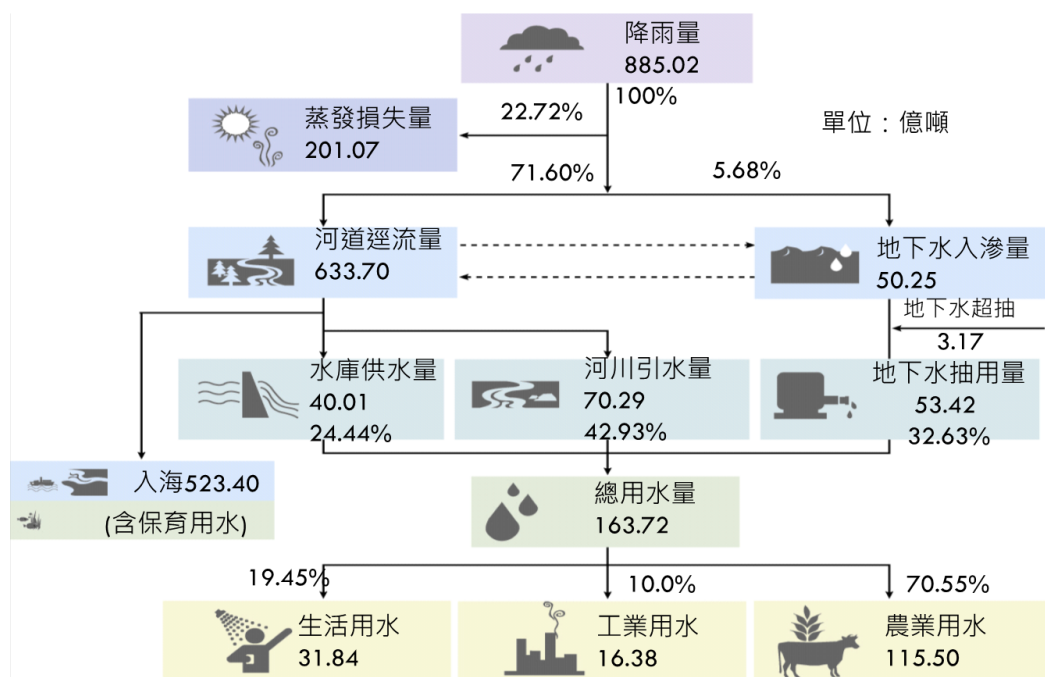 降雨量
885.02
100%
22.72%
蒸發損失量
201.07
單位：億噸
71.60%
5.68%
河道逕流量
633.70
地下水入滲量
50.25
地下水超抽
3.17
水庫供水量
40.01
24.44%
河川引水量
70.29
42.93%
地下水抽用量
53.42
32.63%
入海523.40
(含保育用水)
總用水量
163.72
19.45%
10.0%
70.55%
生活用水
31.84
工業用水
16.38
農業用水
115.50